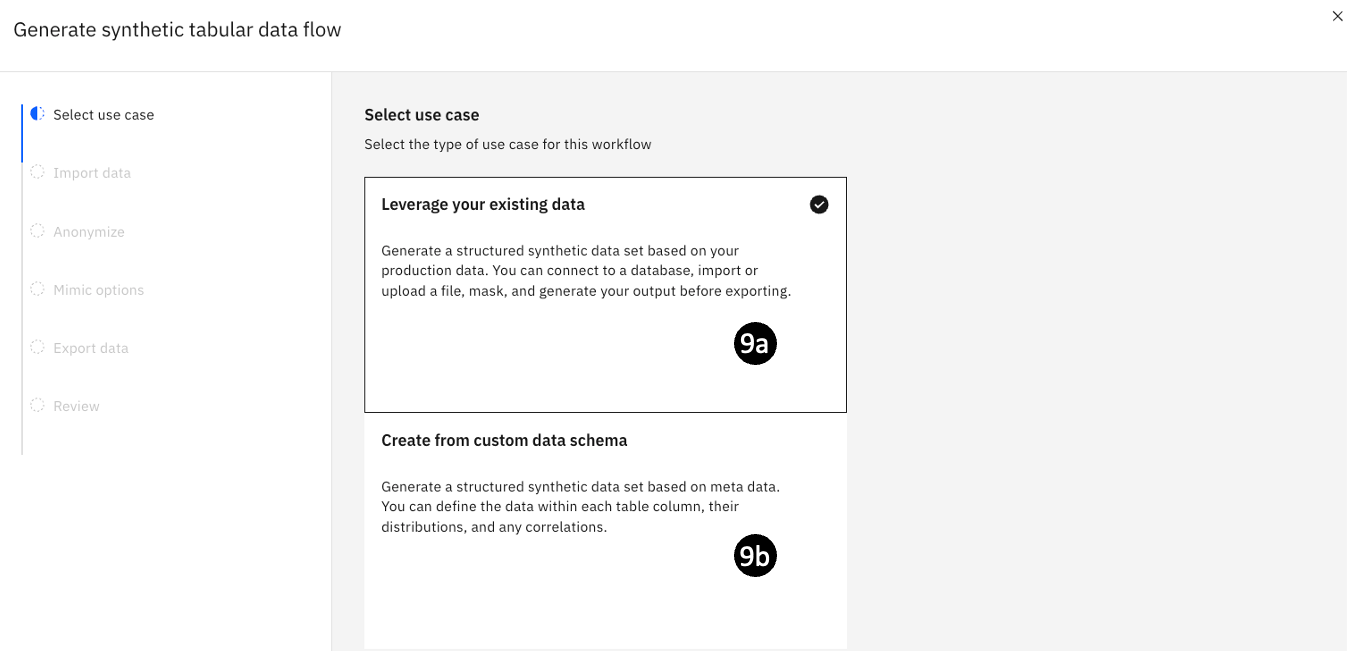 Generate synthetic tabular data flow
Select use case
Import data
Anonymize
Mimic options
Export data
Review
Select use case
Select the type of use case for this workflow
Leverage your existing data
Generate a structured synthetic data set based on your
production data. You can connect to a database, import or
upload a file, mask, and generate your output before exporting.
9a
Create from custom data schema
Generate a structured synthetic data set based on meta data.
You can define the data within each table column, their
distributions, and any correlations.
9b